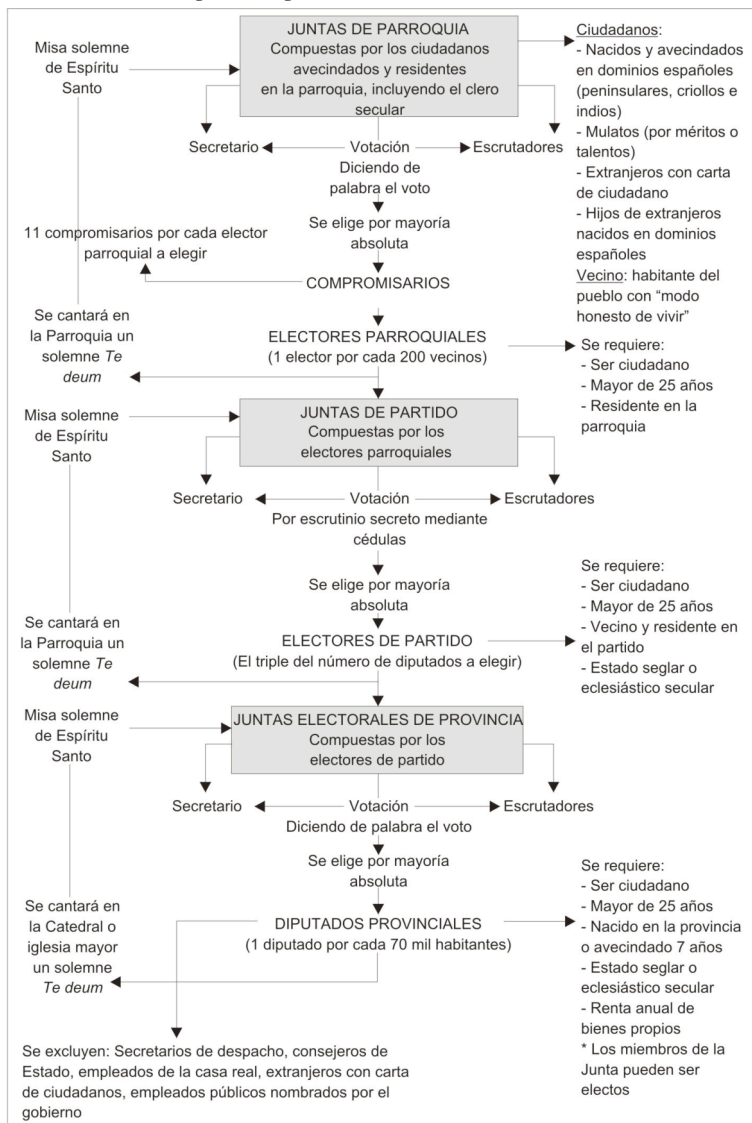 JUNTAS DE PARROQUIA
Compuestas por los ciudadanos
avecindados y residentes
en la parroquia, incluyendo el clero
secular
Misa solemne
de Espíritu
Santo
Ciudadanos:
- Nacidos y avecindados
en dominios españoles
(peninsulares, criollos e
indios)
- Mulatos (por méritos o
talentos)
- Extranjeros con carta
de ciudadano
- Hijos de extranjeros
nacidos en dominios
españoles
Vecino: habitante del
pueblo con “modo
honesto de vivir”
Secretario
Votación
Escrutadores
Diciendo de
palabra el voto
Se elige por mayoría
absoluta
11 compromisarios por cada elector
parroquial a elegir
COMPROMISARIOS
Se cantará en
la Parroquia un
solemne Te
deum
ELECTORES PARROQUIALES
(1 elector por cada 200 vecinos)
Se requiere:
- Ser ciudadano
- Mayor de 25 años
- Residente en la
parroquia
Misa solemne
de Espíritu
Santo
JUNTAS DE PARTIDO
Compuestas por los
electores parroquiales
Secretario
Votación
Escrutadores
Por escrutinio secreto mediante
cédulas
Se elige por mayoría
absoluta
Se cantará en
la Parroquia un
solemne Te
deum
ELECTORES DE PARTIDO
(El triple del número de diputados a elegir)
Se requiere:
- Ser ciudadano
- Mayor de 25 años
- Vecino y residente en
el partido
- Estado seglar o
eclesiástico secular
Misa solemne
de Espíritu
Santo
JUNTAS ELECTORALES DE PROVINCIA
Compuestas por los
electores de partido
Secretario
Votación
Escrutadores
Diciendo de palabra el voto
Se elige por mayoría
absoluta
Se cantará en
la Catedral o
iglesia mayor
un solemne
Te deum
DIPUTADOS PROVINCIALES
(1 diputado por cada 70 mil habitantes)
Se requiere:
- Ser ciudadano
- Mayor de 25 años
- Nacido en la provincia
o avecindado 7 años
- Estado seglar o
eclesiástico secular
- Renta anual de
bienes propios
* Los miembros de la
Junta pueden ser
electos
Se excluyen: Secretarios de despacho, consejeros de
Estado, empleados de la casa real, extranjeros con carta
de ciudadanos, empleados públicos nombrados por el
gobierno